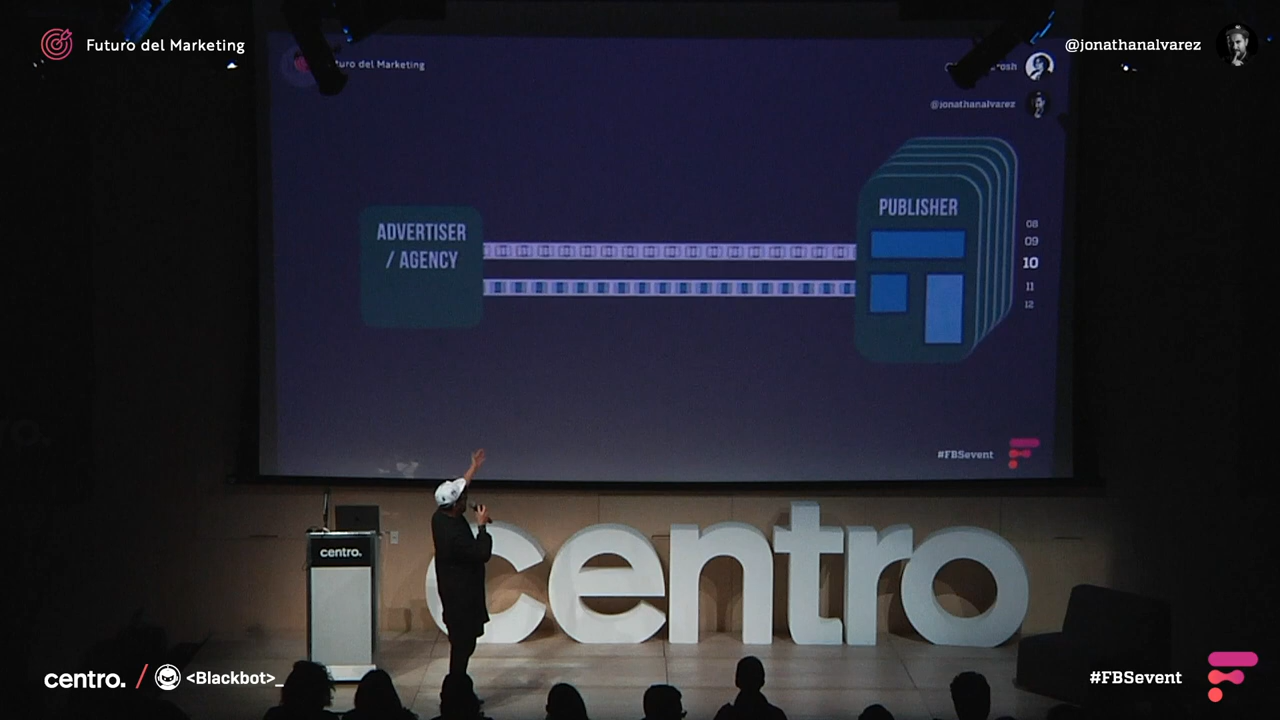 Futuro del Marketing
@jonathanalvarez
uro del Marketing
rosh
@jonathanalvarez
ADVERTISER
/ AGENCY
PUBLISHER
08
09
10
11
12
#FBSevent
centro.
centro
centro. / <Blackbot>_
#FBSevent